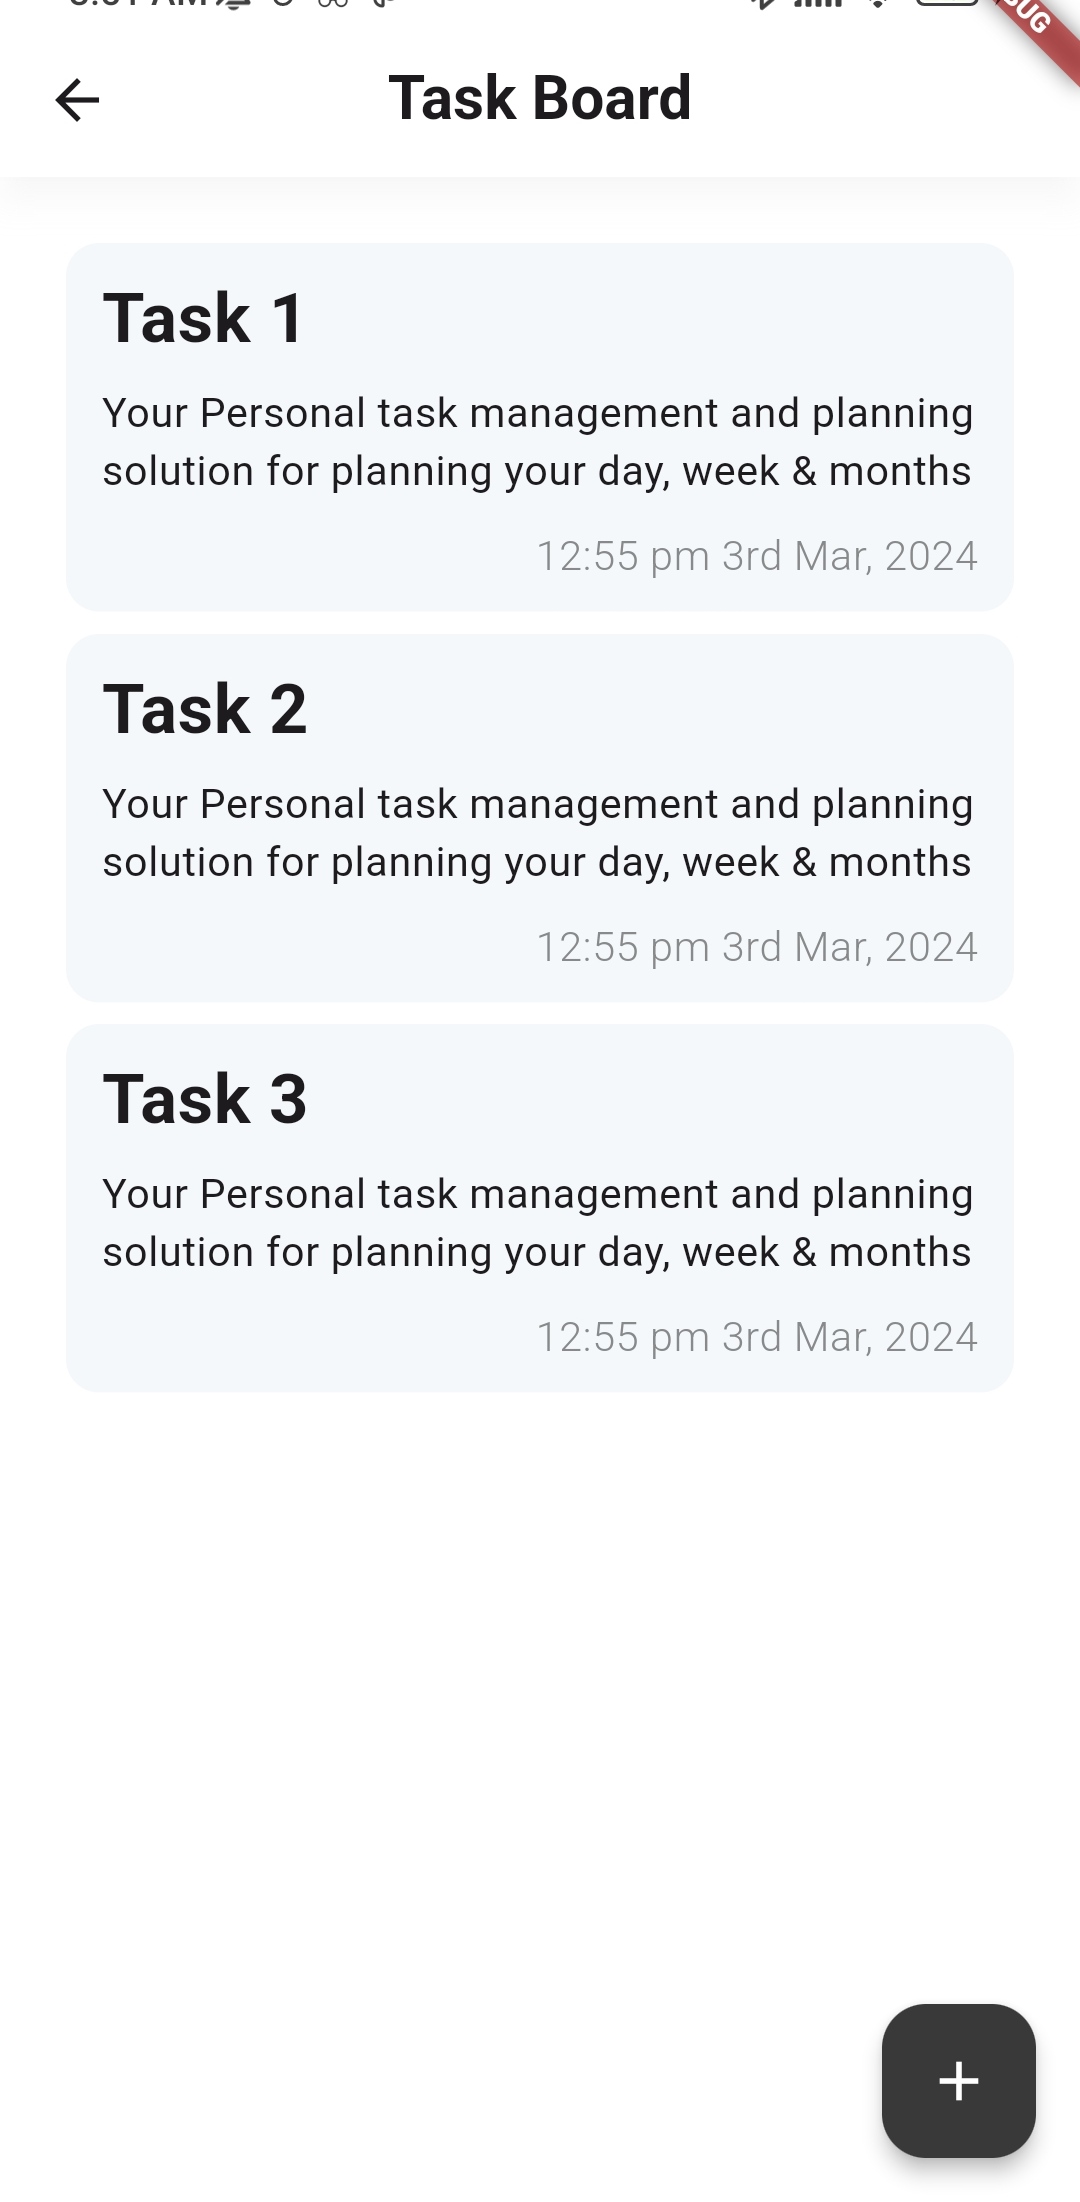 Task Board
Task 1
Your Personal task management and planning
solution for planning your day, week & months
12:55 pm 3rd Mar, 2024
Task 2
Your Personal task management and planning
solution for planning your day, week & months
12:55 pm 3rd Mar, 2024
Task 3
Your Personal task management and planning
solution for planning your day, week & months
12:55 pm 3rd Mar, 2024